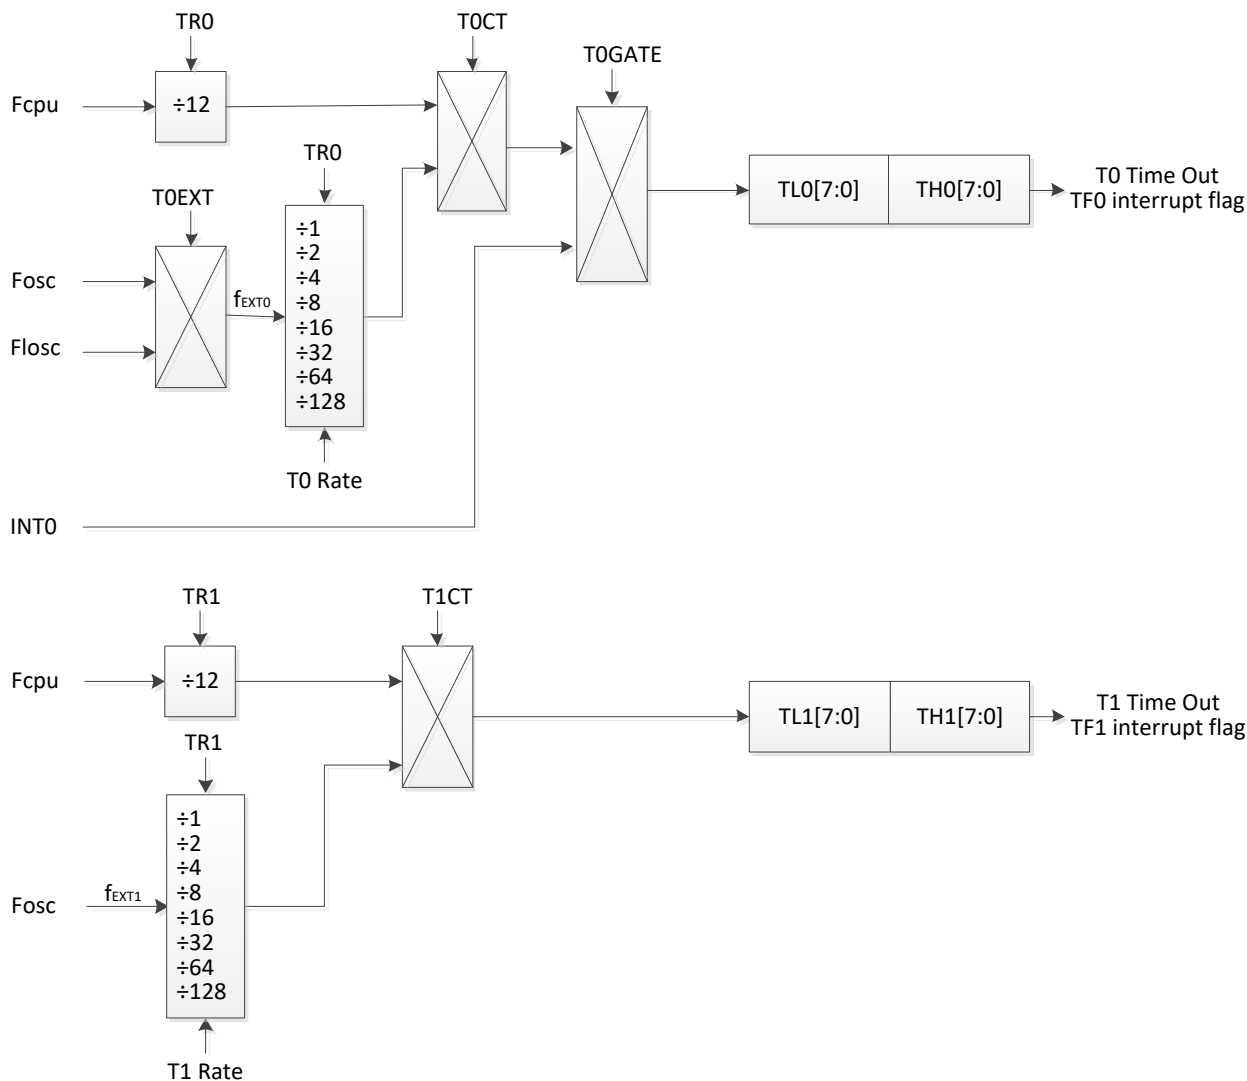 TR0
T0CT
T0GATE
Fcpu
÷12
TR0
T0EXT
TL0[7:0]
TH0[7:0]
T0 Time Out
TF0 interrupt flag
÷1
÷2
÷4
÷8
÷16
÷32
÷64
÷128
Fosc
fEXT0
Flosc
T0 Rate
INT0
TR1
T1CT
Fcpu
÷12
TL1[7:0]
TH1[7:0]
T1 Time Out
TF1 interrupt flag
TR1
÷1
÷2
÷4
÷8
÷16
÷32
÷64
÷128
Fosc
fEXT1
T1 Rate